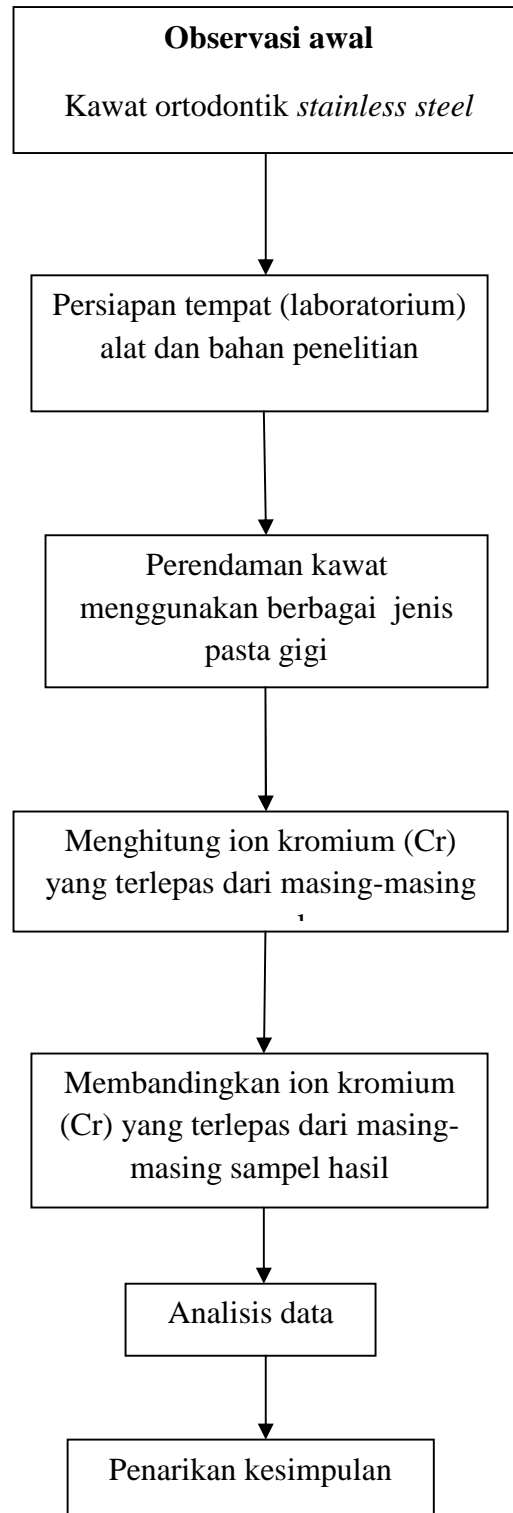 Observasi awal
Kawat ortodontik stainless steel
Persiapan tempat (laboratorium)
alat dan bahan penelitian
Perendaman kawat
menggunakan berbagai jenis
pasta gigi
Menghitung ion kromium (Cr)
yang terlepas dari masing-masing
Membandingkan ion kromium
(Cr) yang terlepas dari masing-
masing sampel hasil
Analisis data
Penarikan kesimpulan